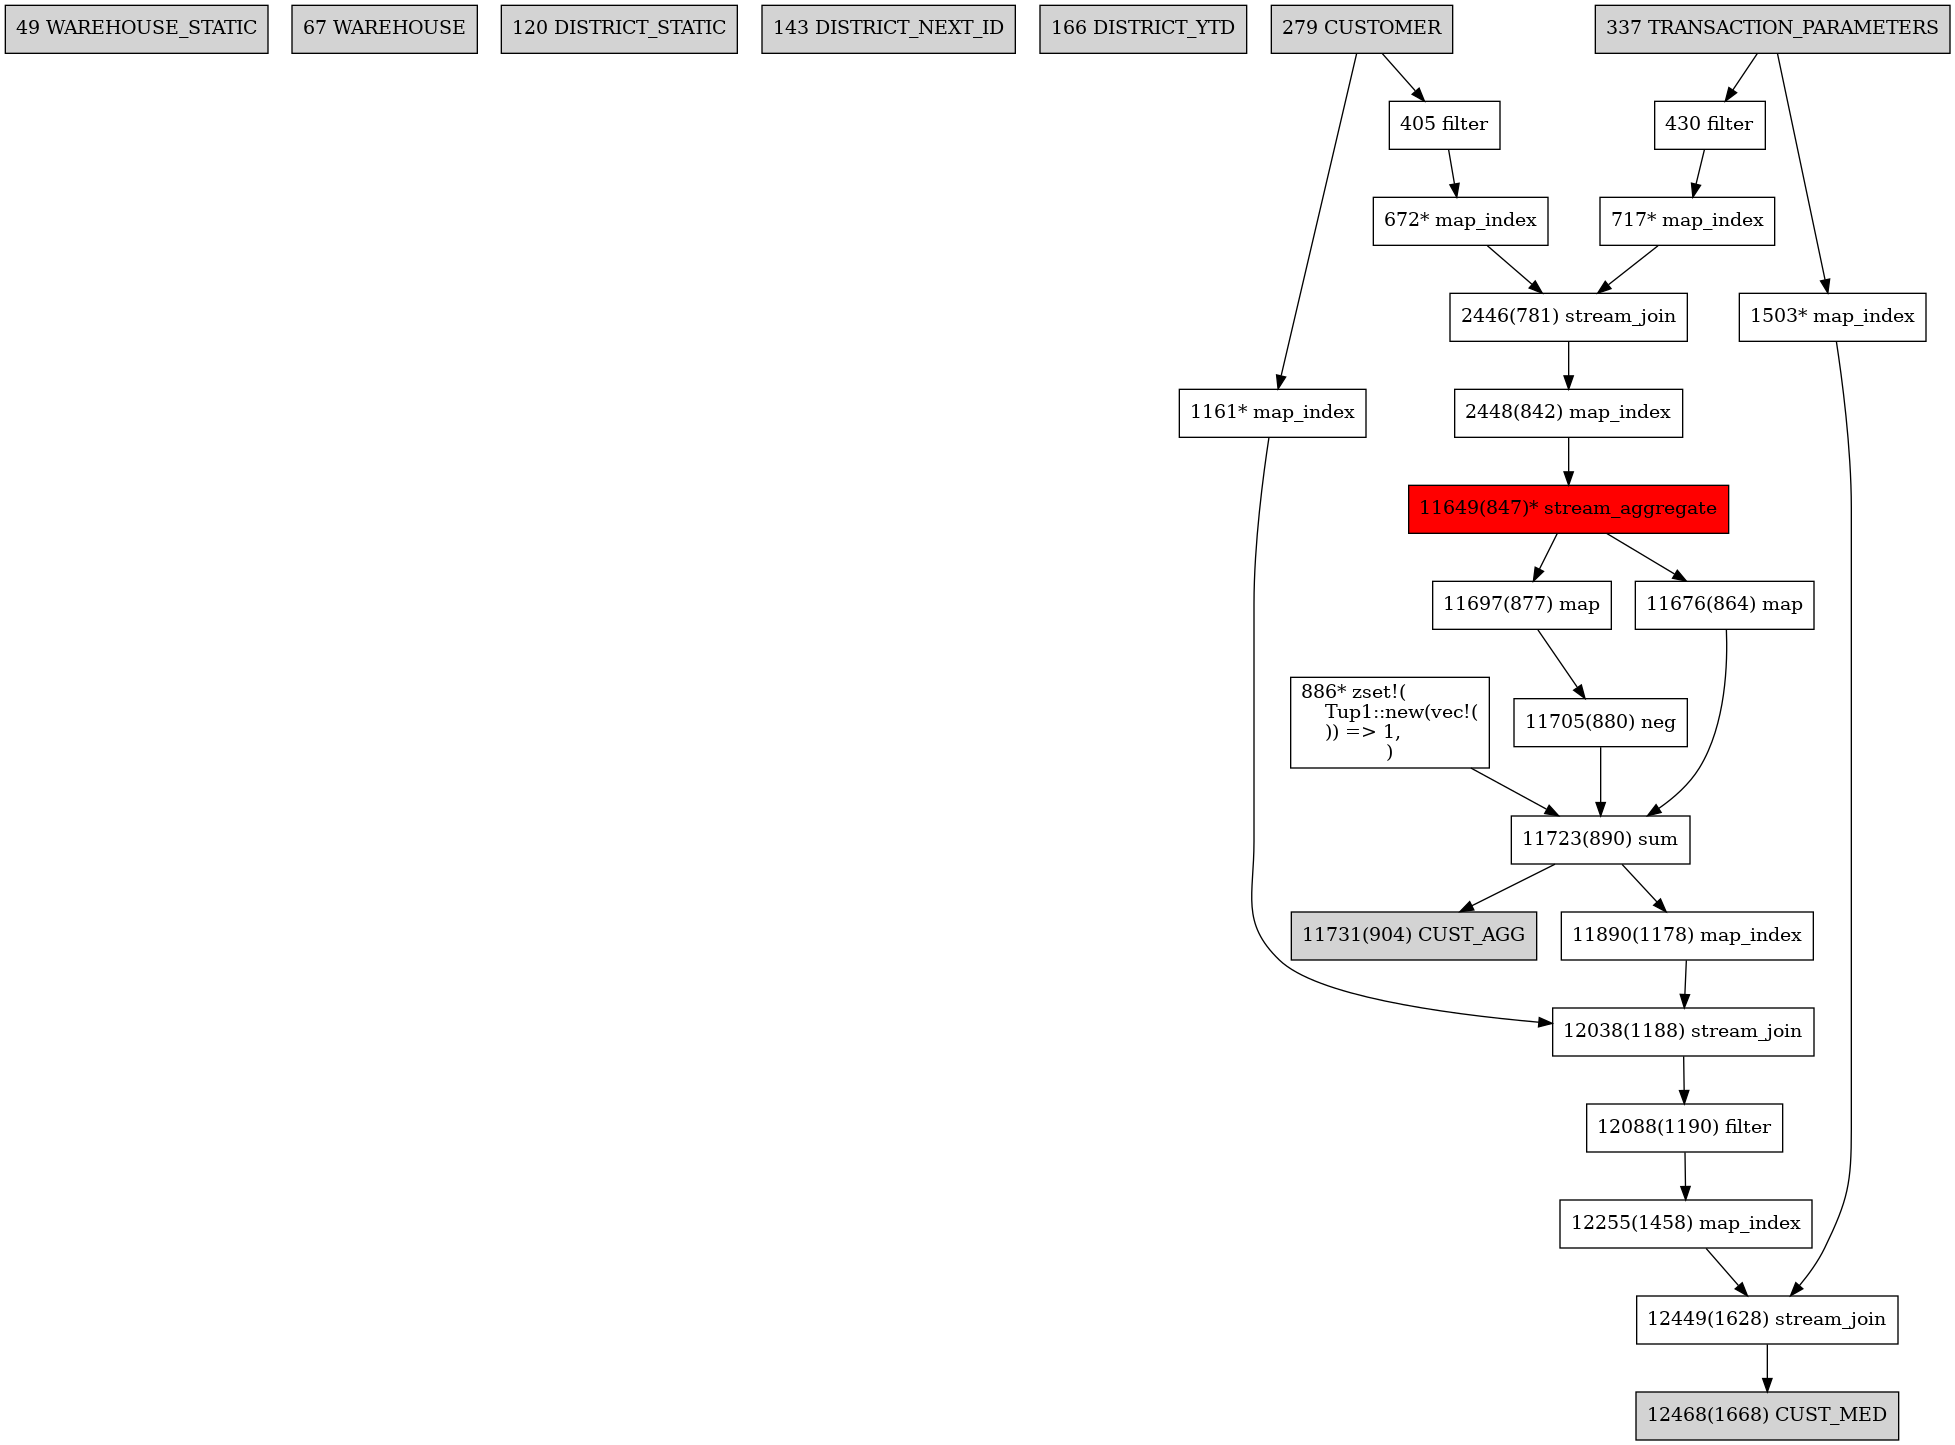 49 WAREHOUSE_STATIC
67 WAREHOUSE
120 DISTRICT_STATIC
143 DISTRICT_NEXT_ID
166 DISTRICT_YTD
279 CUSTOMER
337 TRANSACTION_PARAMETERS
405 filter
430 filter
672* map_index
717* map_index
2446(781) stream_join
1503* map_index
1161* map_index
2448(842) map_index
11649(847)* stream_aggregate
11697(877) map
11676(864) map
886* zset!(
Tup1::new(vec!(
)) => 1,
)
11705(880) neg
11723(890) sum
11731(904) CUST_AGG
11890(1178) map_index
12038(1188) stream_join
12088(1190) filter
12255(1458) map_index
12449(1628) stream_join
12468(1668) CUST_MED